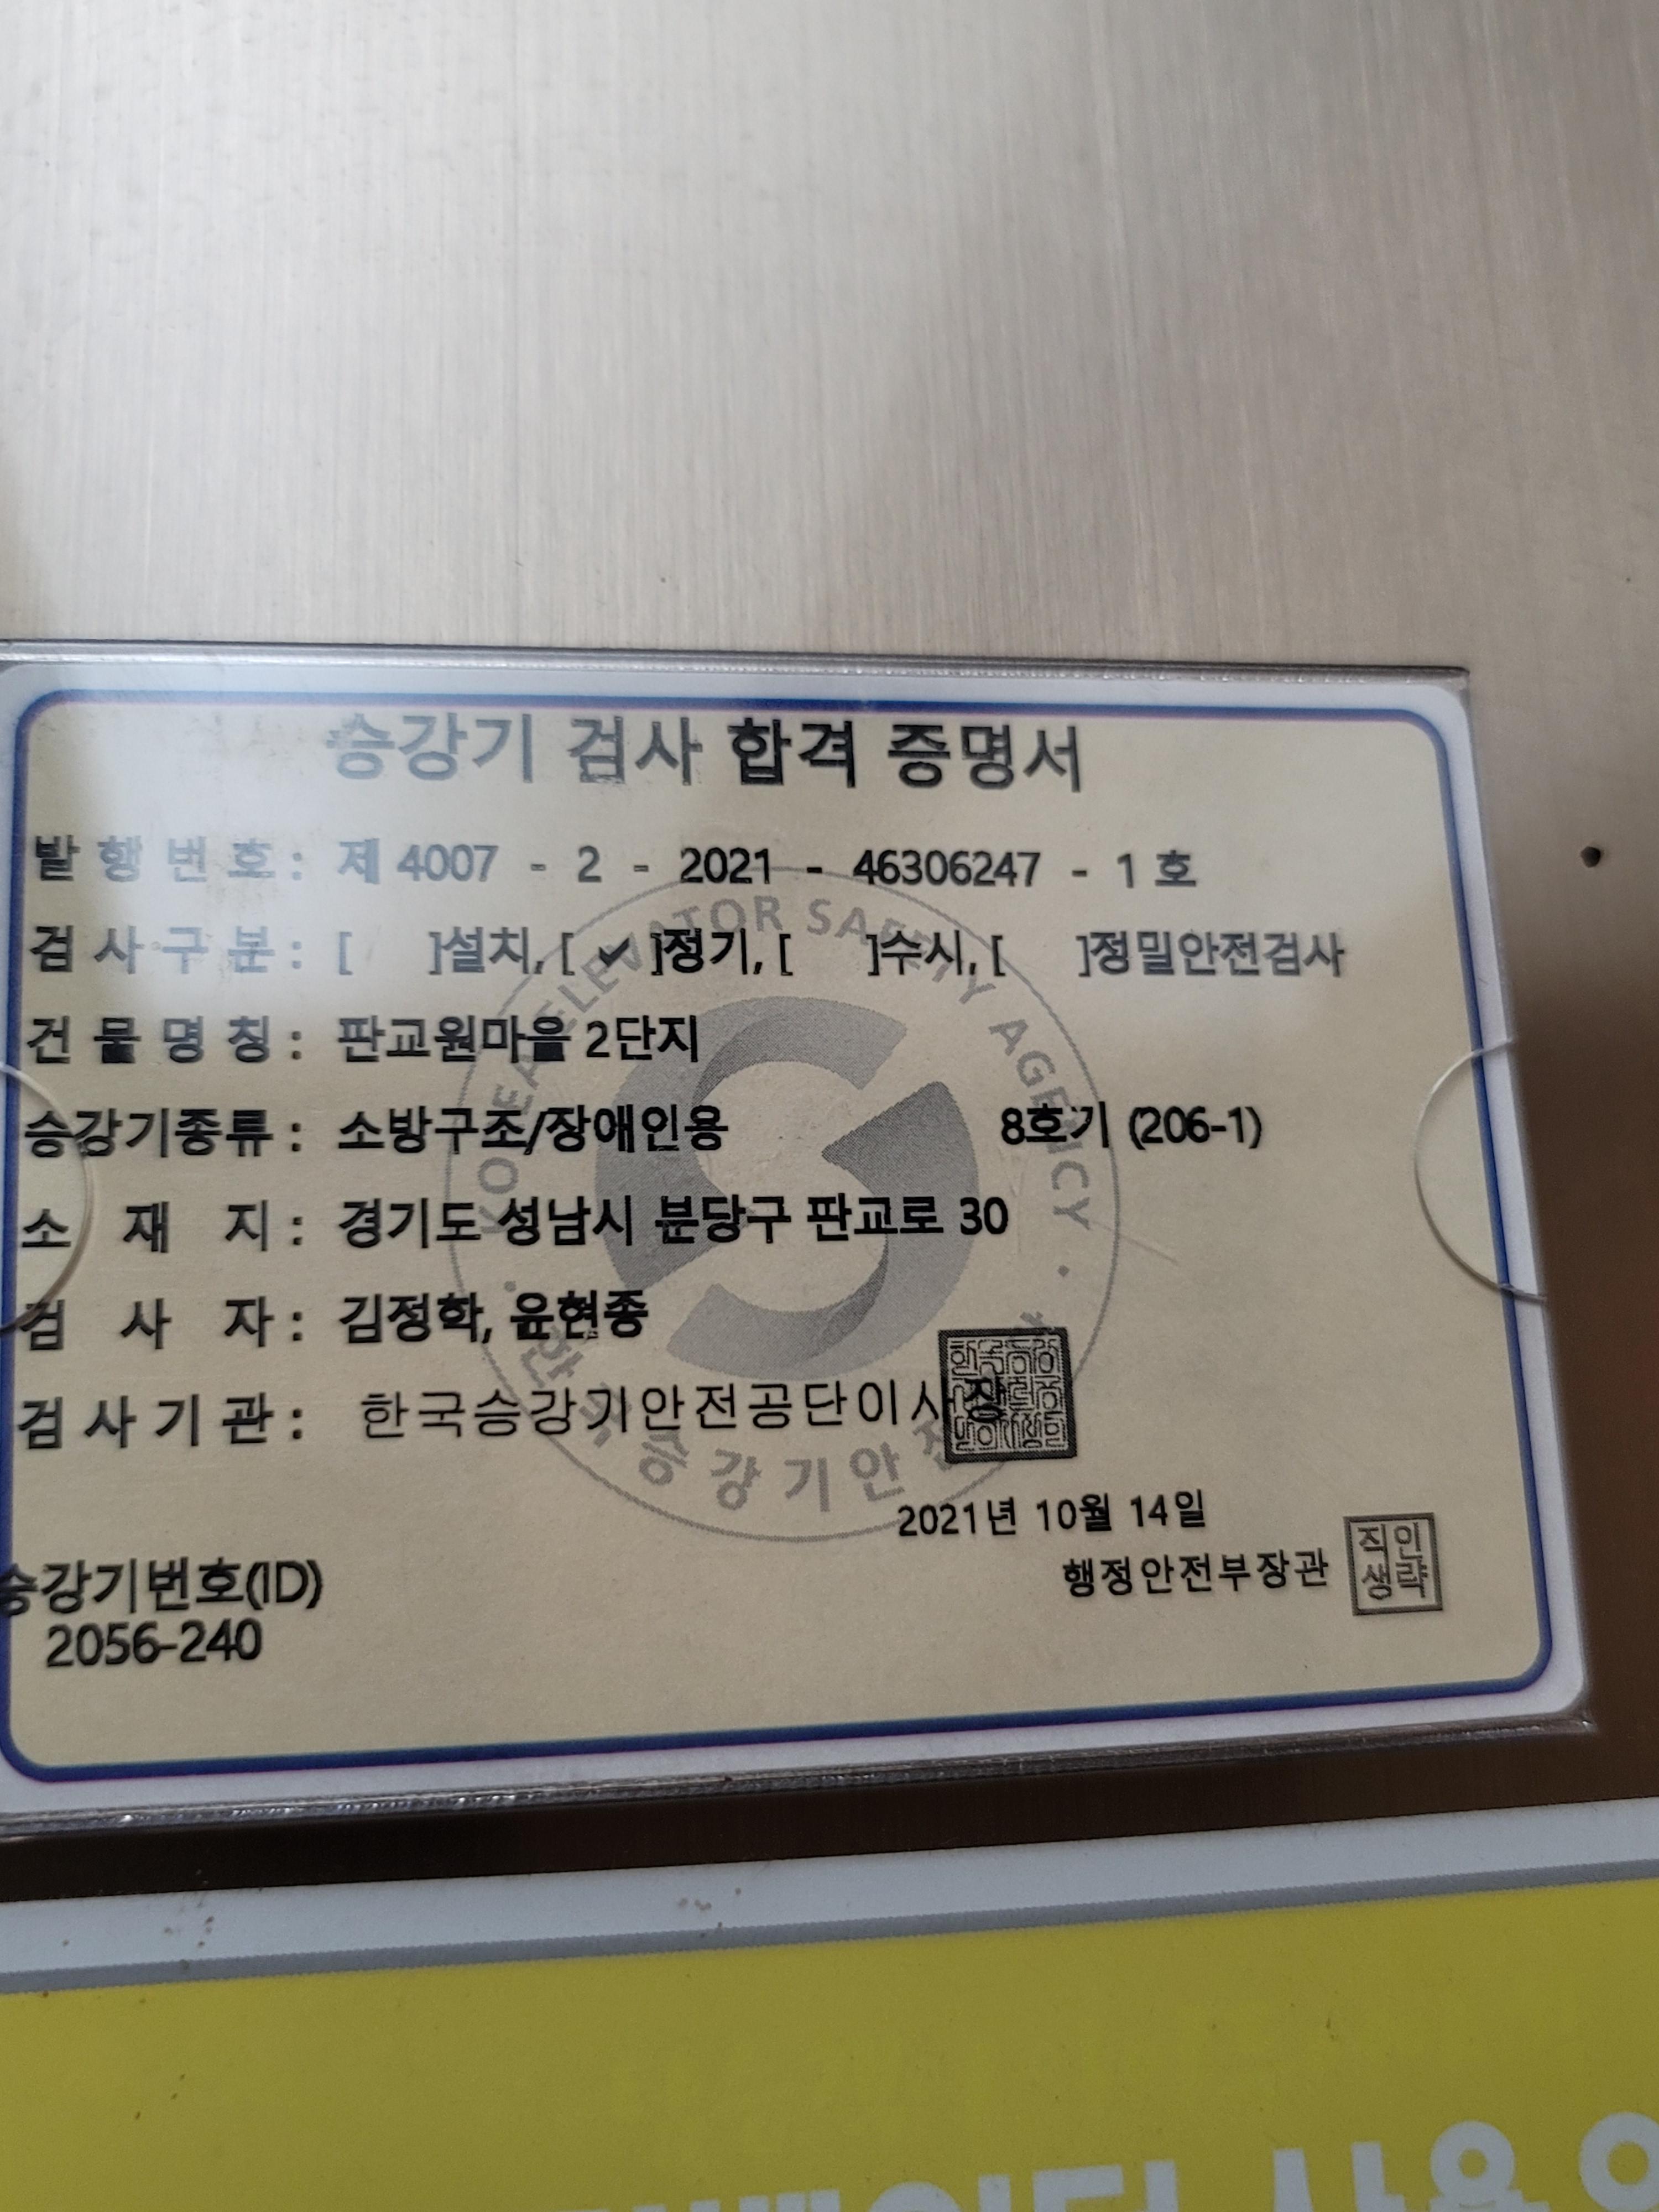 승강기 검사 합격 증명서
발행번호 : 제 4007 - 2 - 2021 - 46306247 - 1 호
검사구분 : [ ]설치, [ ✔ ]정기, [ ]수시, [ ]정밀안전검사
건물명칭 : 판교원마을 2단지
승강기종류 : 소방구조/장애인용 8호기 (206-1)
소재지 : 경기도 성남시 분당구 판교로 30
검사자 : 김정학, 윤현종
검사기관 : 한국승강기안전공단이사장
2021년 10월 14일
행정안전부장관
직인
생략
승강기번호(ID)
2056-240
KOREA ELEVATOR SAFETY AGENCY